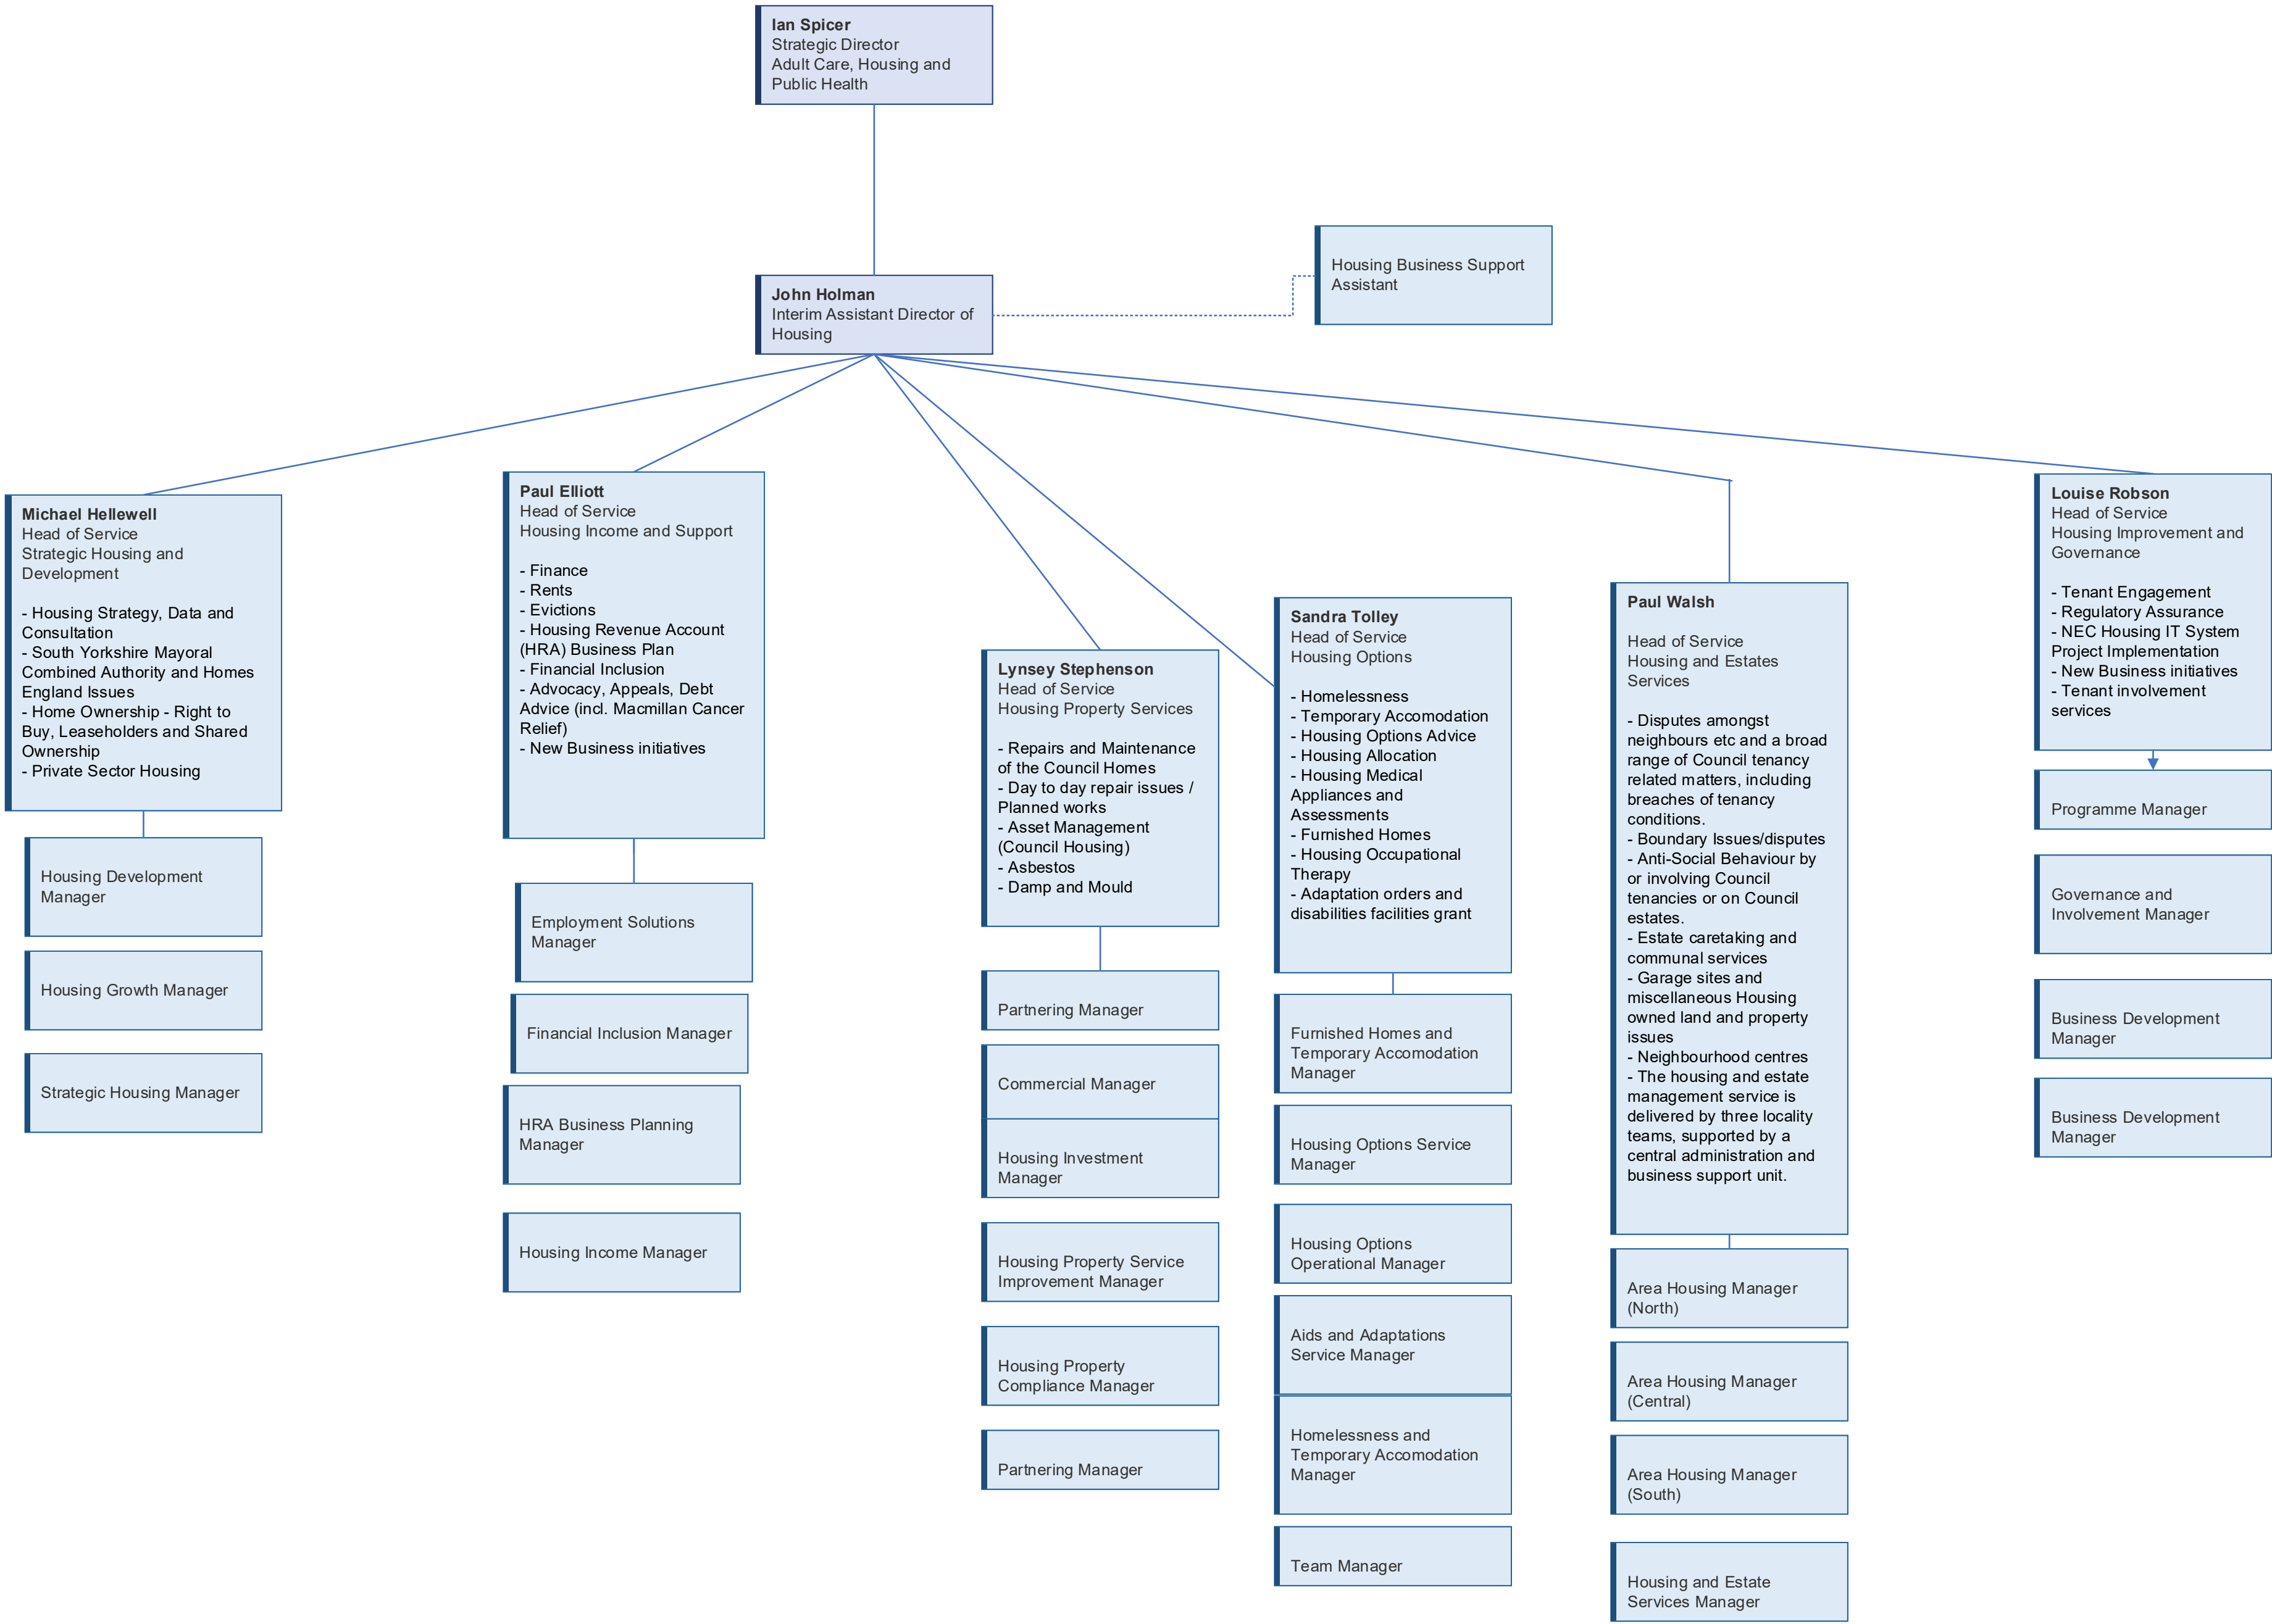 Ian Spicer
Strategic Director
Adult Care, Housing and
Public Health
Housing Business Support
Assistant
John Holman
Interim Assistant Director of
Housing
Michael Hellewell
Head of Service
Strategic Housing and
Development
- Housing Strategy, Data and
Consultation
- South Yorkshire Mayoral
Combined Authority and Homes
England Issues
- Home Ownership - Right to
Buy, Leaseholders and Shared
Ownership
- Private Sector Housing
Housing Development
Manager
Housing Growth Manager
Strategic Housing Manager
Paul Elliott
Head of Service
Housing Income and Support
- Finance
- Rents
- Evictions
- Housing Revenue Account
(HRA) Business Plan
- Financial Inclusion
- Advocacy, Appeals, Debt
Advice (incl. Macmillan Cancer
Relief)
- New Business initiatives
Employment Solutions
Manager
Financial Inclusion Manager
HRA Business Planning
Manager
Housing Income Manager
Lynsey Stephenson
Head of Service
Housing Property Services
- Repairs and Maintenance
of the Council Homes
- Day to day repair issues /
Planned works
- Asset Management
(Council Housing)
- Asbestos
- Damp and Mould
Partnering Manager
Commercial Manager
Housing Investment
Manager
Housing Property Service
Improvement Manager
Housing Property
Compliance Manager
Partnering Manager
Sandra Tolley
Head of Service
Housing Options
- Homelessness
- Temporary Accomodation
- Housing Options Advice
- Housing Allocation
- Housing Medical
Appliances and
Assessments
- Furnished Homes
- Housing Occupational
Therapy
- Adaptation orders and
disabilities facilities grant
Furnished Homes and
Temporary Accomodation
Manager
Housing Options Service
Manager
Housing Options
Operational Manager
Aids and Adaptations
Service Manager
Homelessness and
Temporary Accomodation
Manager
Team Manager
Paul Walsh
Head of Service
Housing and Estates
Services
- Disputes amongst
neighbours etc and a broad
range of Council tenancy
related matters, including
breaches of tenancy
conditions.
- Boundary Issues/disputes
- Anti-Social Behaviour by
or involving Council
tenancies or on Council
estates.
- Estate caretaking and
communal services
- Garage sites and
miscellaneous Housing
owned land and property
issues
- Neighbourhood centres
- The housing and estate
management service is
delivered by three locality
teams, supported by a
central administration and
business support unit.
Area Housing Manager
(North)
Area Housing Manager
(Central)
Area Housing Manager
(South)
Housing and Estate
Services Manager
Louise Robson
Head of Service
Housing Improvement and
Governance
- Tenant Engagement
- Regulatory Assurance
- NEC Housing IT System
Project Implementation
- New Business initiatives
- Tenant involvement
services
Programme Manager
Governance and
Involvement Manager
Business Development
Manager
Business Development
Manager